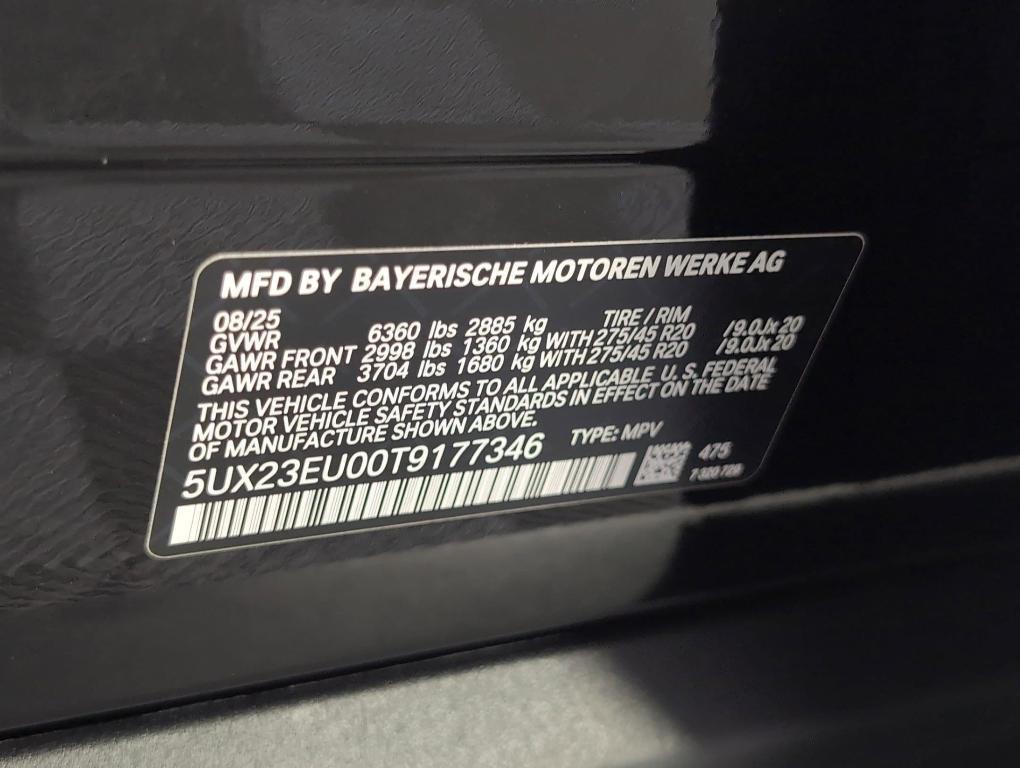 MFD BY BAYERISCHE MOTOREN WERKE AG
08/25 TIRE / RIM
GVWR 6360 lbs 2885 kg
GAWR FRONT 2998 lbs 1360 kg WITH 275/45 R20 /9.0Jx20
GAWR REAR 3704 lbs 1680 kg WITH 275/45 R20 /9.0Jx20
THIS VEHICLE CONFORMS TO ALL APPLICABLE U.S. FEDERAL
MOTOR VEHICLE SAFETY STANDARDS IN EFFECT ON THE DATE
OF MANUFACTURE SHOWN ABOVE.
5UX23EU00T9177346 TYPE: MPV
475